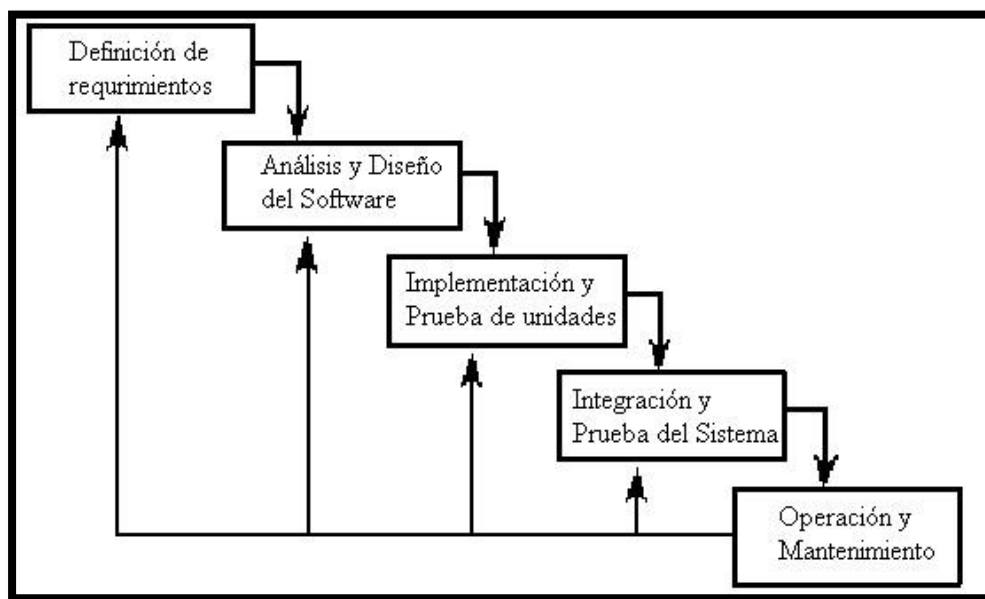 Definición de
requrimientos
Análisis y Diseño
del Software
Implementación y
Prueba de unidades
Integración y
Prueba del Sistema
Operación y
Mantenimiento